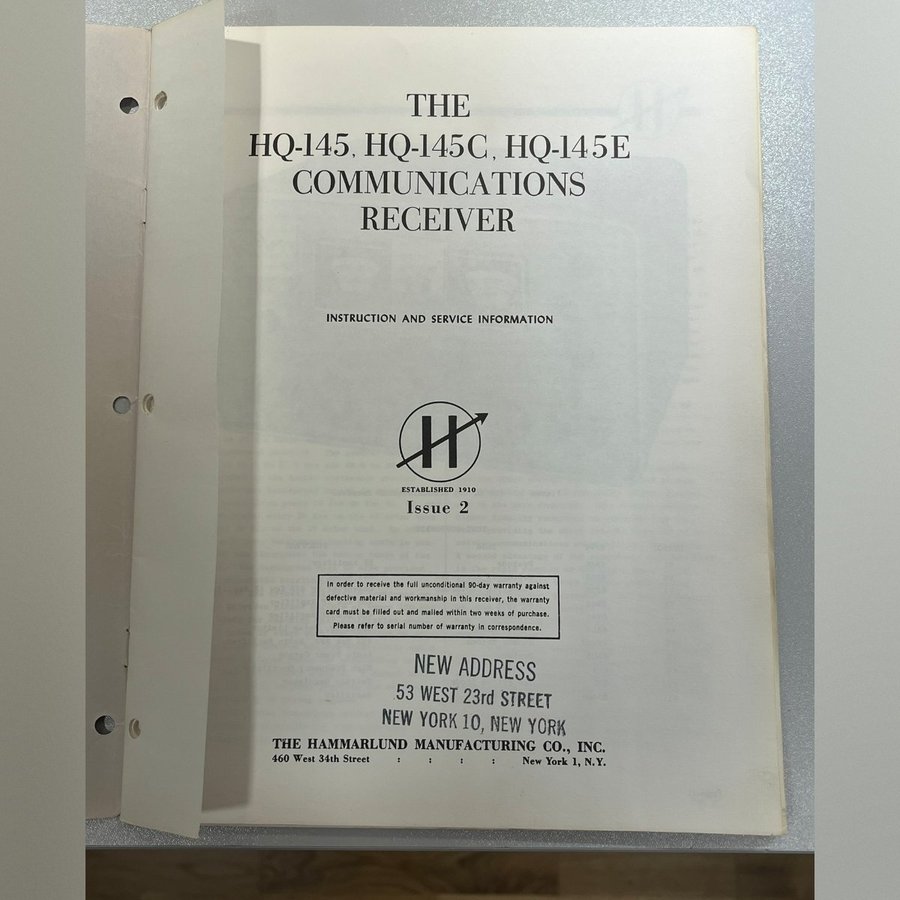 THE
HQ-145, HQ-145C, HQ-145E
COMMUNICATIONS
RECEIVER
INSTRUCTION AND SERVICE INFORMATION
H
ESTABLISHED 1910
Issue 2
In order to receive the full unconditional 90-day warranty against
defective material and workmanship in this receiver, the warranty
card must be filled out and mailed within two weeks of purchase.
Please refer to serial number of warranty in correspondence.
NEW ADDRESS
53 WEST 23rd STREET
NEW YORK 10, NEW YORK
THE HAMMARLUND MANUFACTURING CO., INC.
460 West 34th Street : : : : New York 1, N.Y.